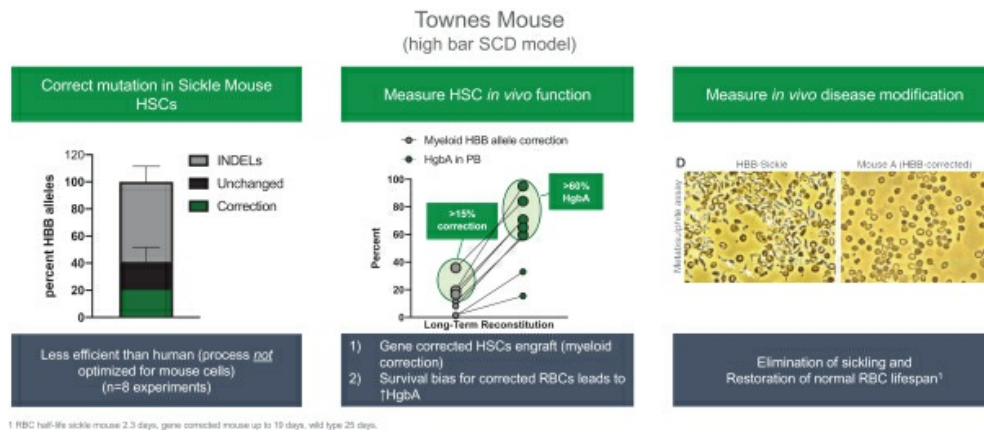 Townes Mouse
(high bar SCD model)
Correct mutation in Sickle Mouse
HSCs
120
100
80
60
40
20
0
percent HBB alleles
INDELs
Unchanged
Correction
Less efficient than human (process not
optimized for mouse cells)
(n=8 experiments)
Measure HSC in vivo function
Myeloid HBB allele correction
HgbA in PB
100
80
60
40
20
0
Percent
>15%
correction
>60%
HgbA
Long-Term Reconstitution
1) Gene corrected HSCs engraft (myeloid
correction)
2) Survival bias for corrected RBCs leads to
↑HgbA
Measure in vivo disease modification
D
HBB-Sickle
Mouse A (HBB-corrected)
Metabisulphite assay
Elimination of sickling and
Restoration of normal RBC lifespan¹
1 RBC half-life sickle mouse 2.3 days, gene corrected mouse up to 19 days, wild type 25 days.